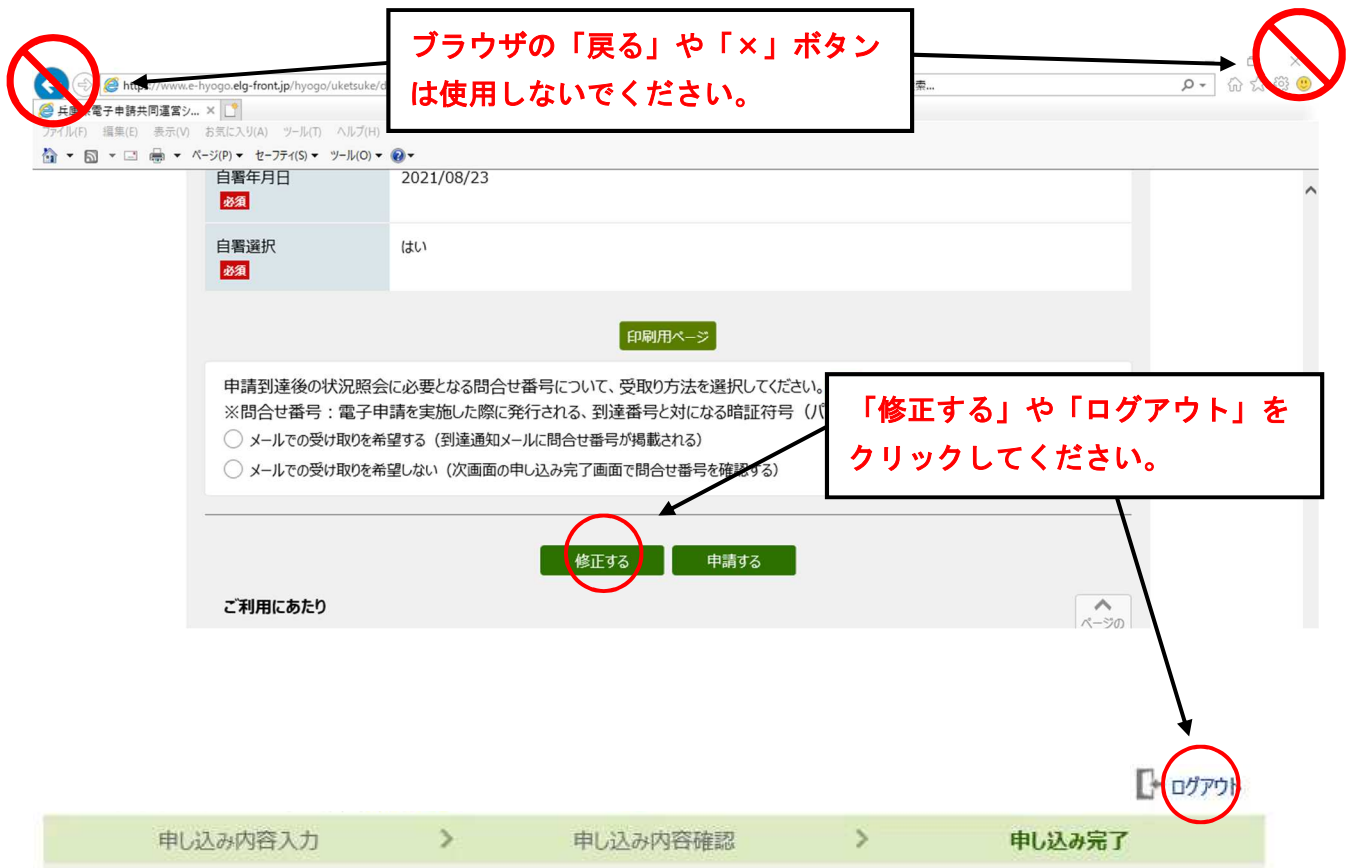 ブラウザの「戻る」や「×」ボタン
は使用しないでください。
https://www.e-hyogo.elg-front.jp/hyogo/uketsuke/d
索...
兵庫県電子申請共同運営シ... ×
ファイル(F) 編集(E) 表示(V) お気に入り(A) ツール(T) ヘルプ(H)
ページ(P) セーフティ(S) ツール(O)
自署年月日 2021/08/23
必須
自署選択 はい
必須
印刷用ページ
申請到達後の状況照会に必要となる問合せ番号について、受取り方法を選択してください。
※問合せ番号：電子申請を実施した際に発行される、到達番号と対になる暗証符号（パ
メールでの受け取りを希望する（到達通知メールに問合せ番号が掲載される）
メールでの受け取りを希望しない（次画面の申し込み完了画面で問合せ番号を確認する）
「修正する」や「ログアウト」を
クリックしてください。
修正する 申請する
ご利用にあたり
ページの
ログアウト
申し込み内容入力 > 申し込み内容確認 > 申し込み完了